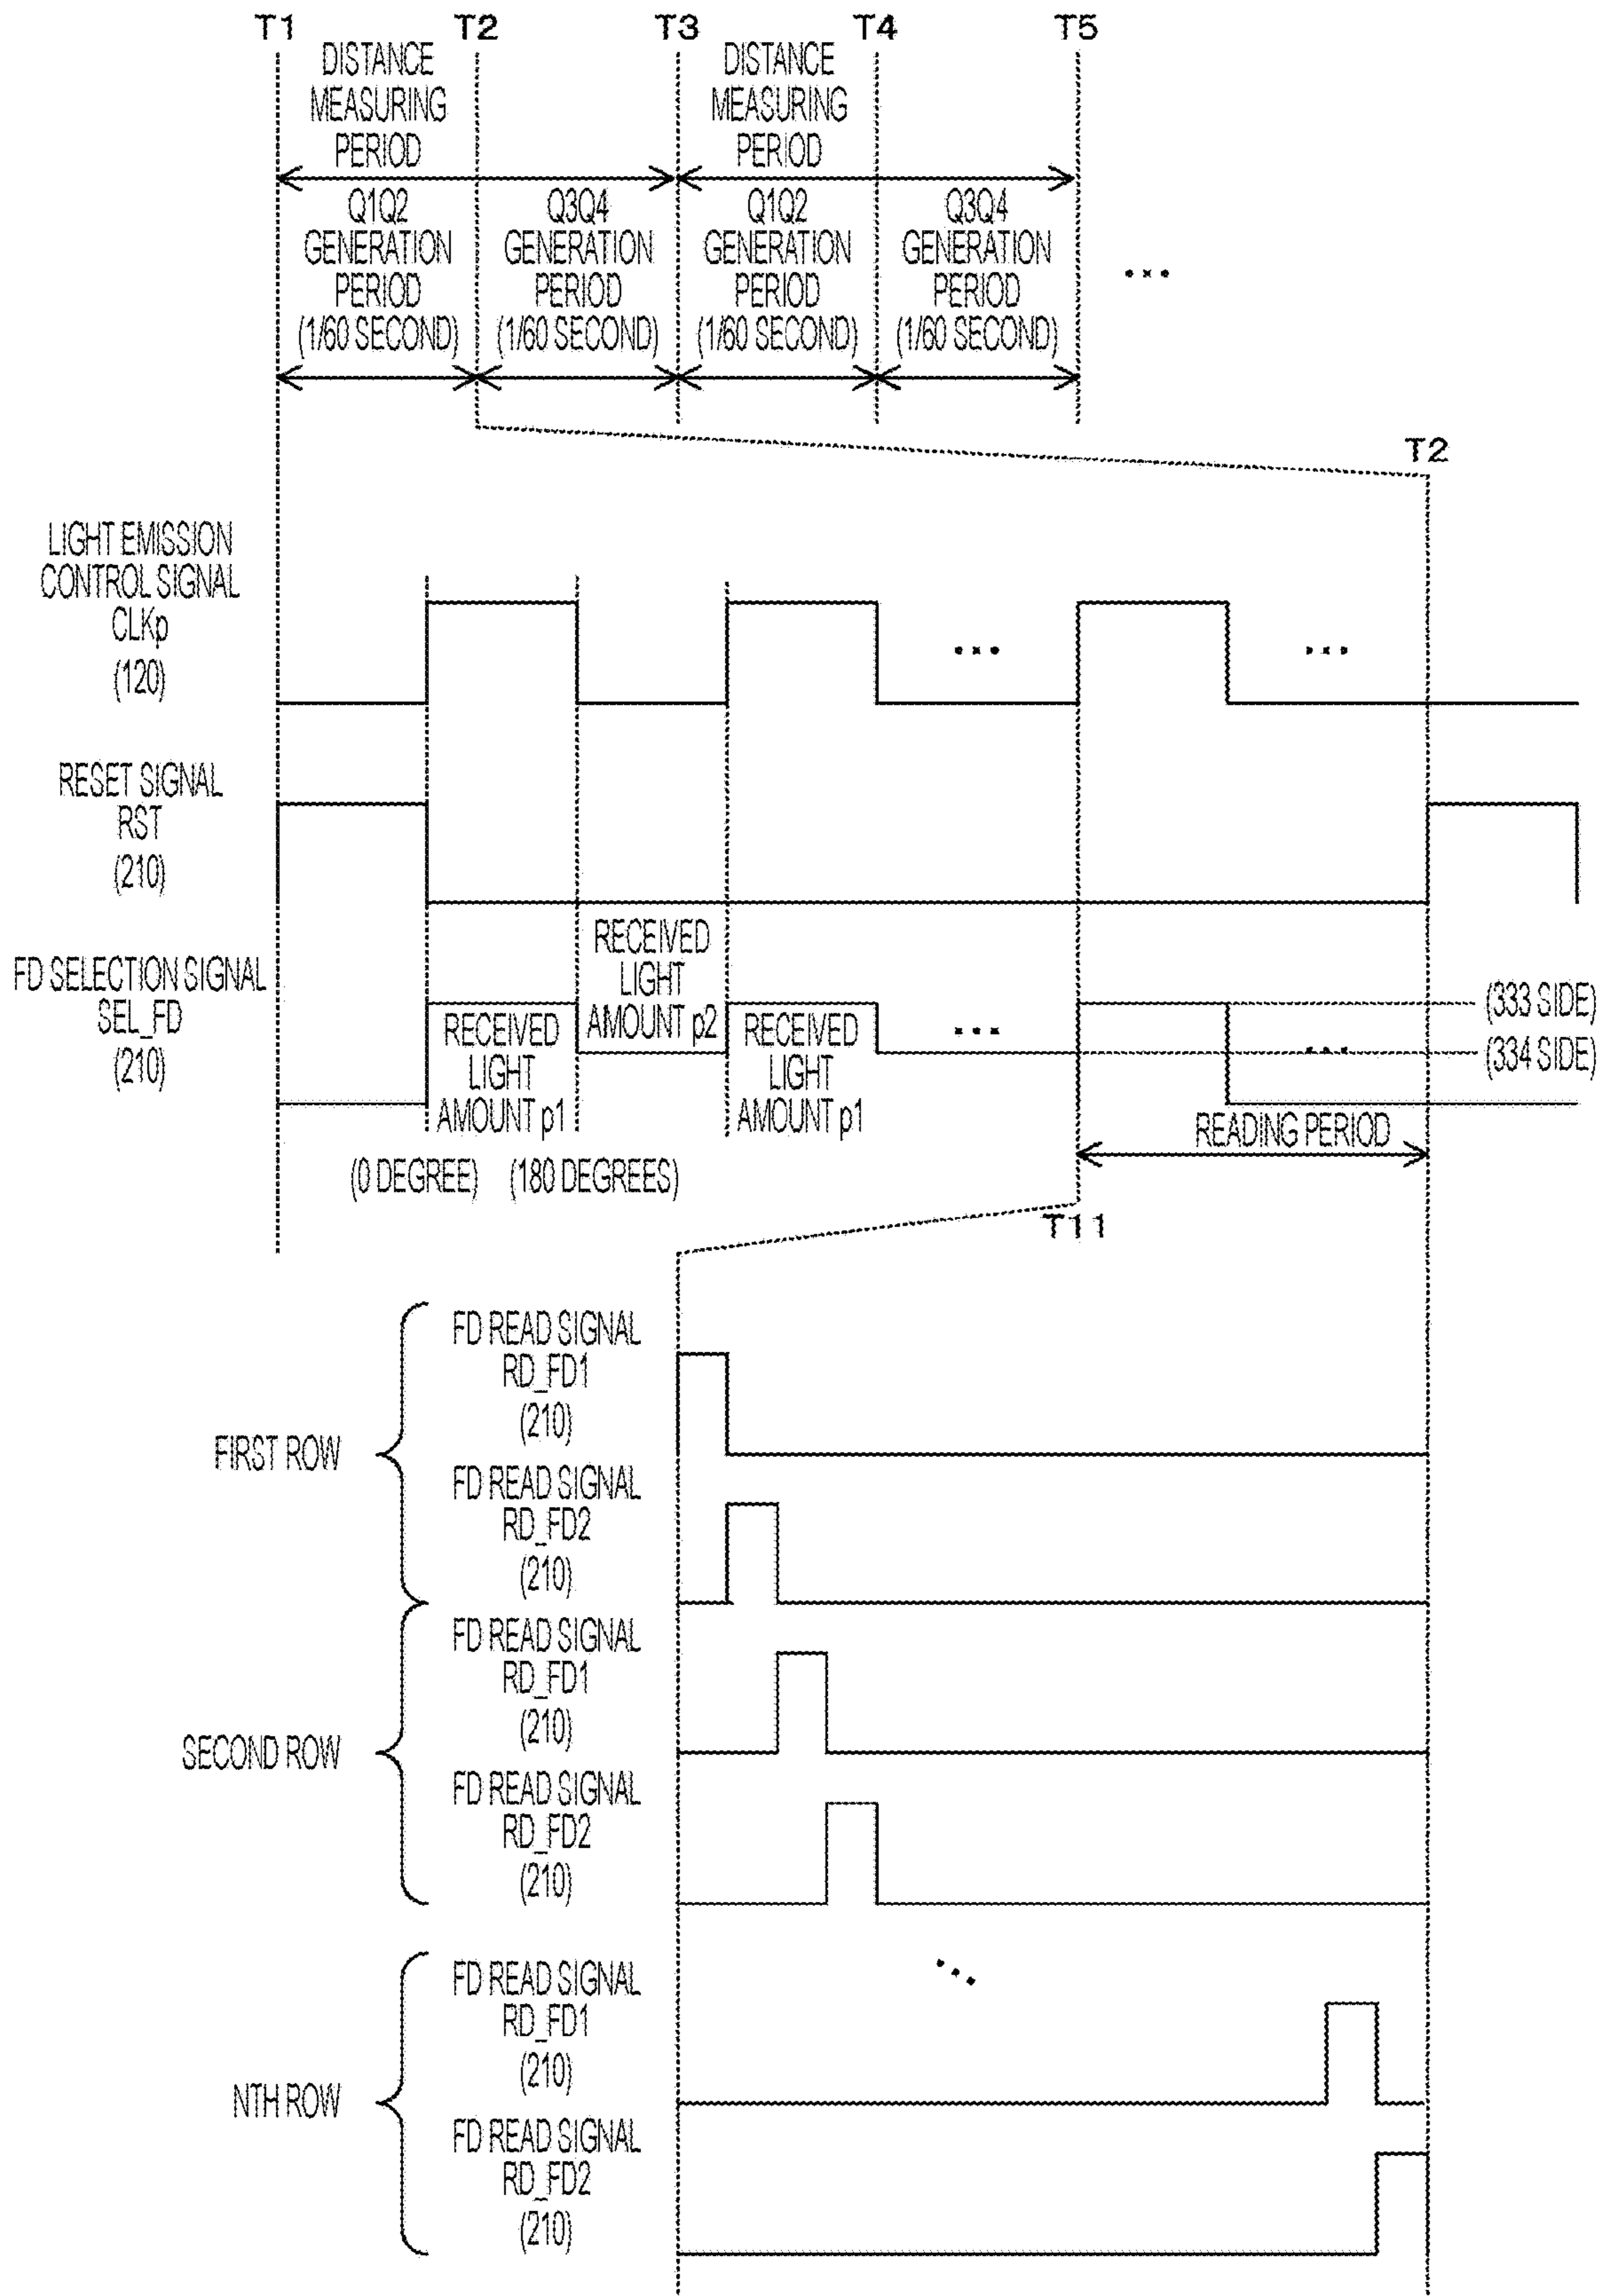 T1 T2 T3 T4 T5
DISTANCE
MEASURING
PERIOD
DISTANCE
MEASURING
PERIOD
Q1Q2
GENERATION
PERIOD
(1/60 SECOND)
Q3Q4
GENERATION
PERIOD
(1/60 SECOND)
Q1Q2
GENERATION
PERIOD
(1/60 SECOND)
Q3Q4
GENERATION
PERIOD
(1/60 SECOND)
...
T2
LIGHT EMISSION
CONTROL SIGNAL
CLKp
(120)
... ...
RESET SIGNAL
RST
(210)
FD SELECTION SIGNAL
SEL_FD
(210)
RECEIVED
LIGHT
AMOUNT p1
RECEIVED
LIGHT
AMOUNT p2
RECEIVED
LIGHT
AMOUNT p1
... ...
(333 SIDE)
(334 SIDE)
READING PERIOD
(0 DEGREE) (180 DEGREES)
T11
FIRST ROW
FD READ SIGNAL
RD_FD1
(210)
FD READ SIGNAL
RD_FD2
(210)
SECOND ROW
FD READ SIGNAL
RD_FD1
(210)
FD READ SIGNAL
RD_FD2
(210)
...
NTH ROW
FD READ SIGNAL
RD_FD1
(210)
FD READ SIGNAL
RD_FD2
(210)